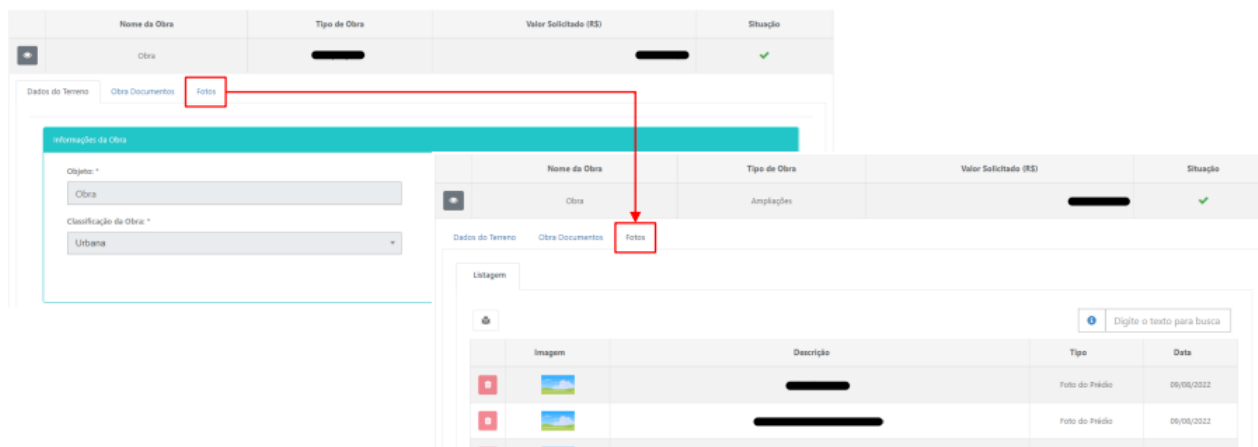 Nome da Obra Tipo de Obra Valor Solicitado (R$) Situação
Obra
Dados do Terreno Obra Documentos Fotos
Informações da Obra
Objeto: *
Obra
Classificação da Obra: *
Urbana
Nome da Obra Tipo de Obra Valor Solicitado (R$) Situação
Obra Ampliações
Dados do Terreno Obra Documentos Fotos
Listagem
Digite o texto para busca
Imagem Descrição Tipo Data
Foto do Prédio 09/08/2022
Foto do Prédio 09/08/2022